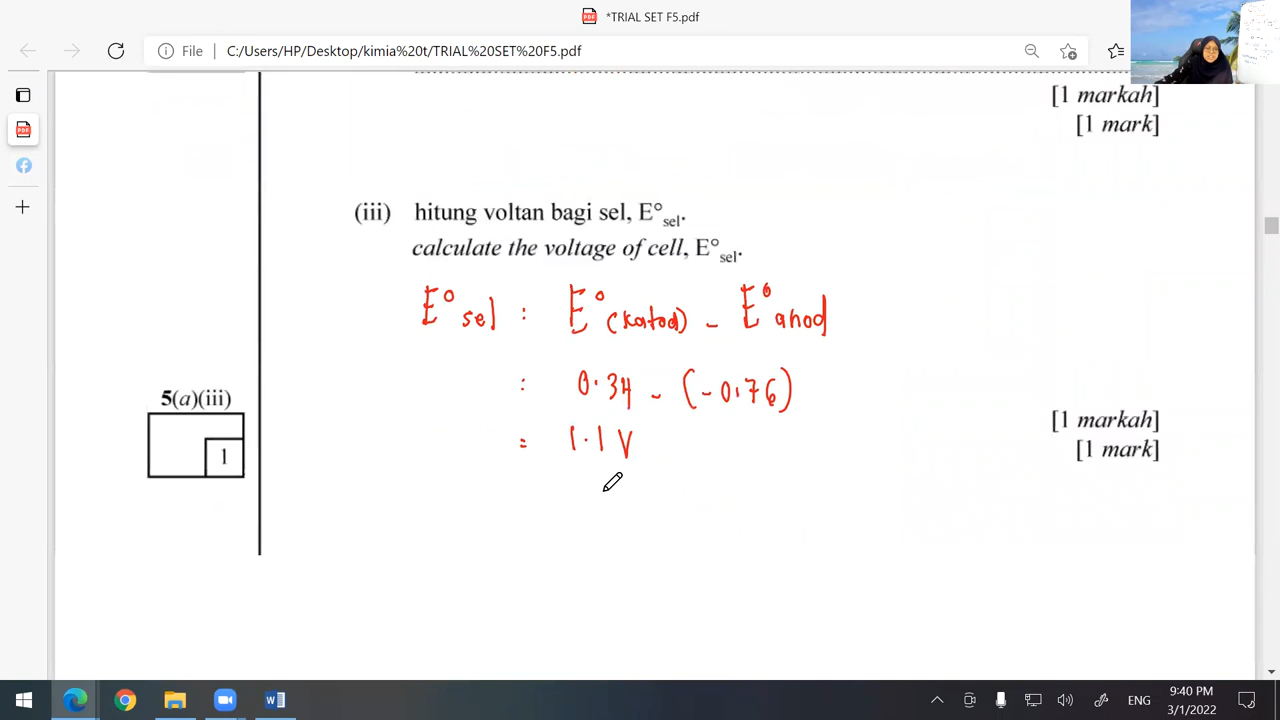 *TRIAL SET F5.pdf
File C:/Users/HP/Desktop/kimia%20t/TRIAL%20SET%20F5.pdf
[1 markah]
[1 mark]
(iii) hitung voltan bagi sel, E°sel.
calculate the voltage of cell, E°sel.
E°sel : E°(katod) - E°anod
: 0.34 - (-0.76)
= 1.1 V
5(a)(iii)
1
[1 markah]
[1 mark]
ENG
9:40 PM
3/1/2022